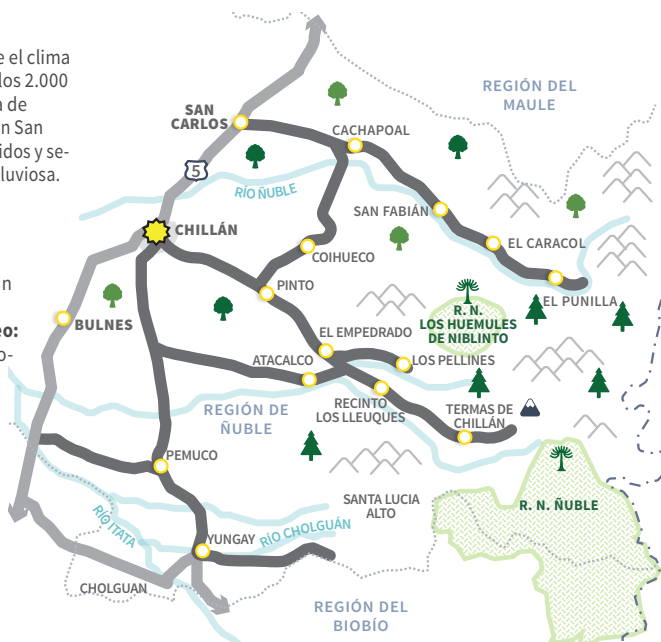 e el clima
los 2.000
a de
n San
idos y se-
luviosa.
n
eo:
o-
REGIÓN DEL
MAULE
SAN
CARLOS
CACHAPOAL
5
RÍO ÑUBLE
SAN FABIÁN
CHILLÁN
EL CARACOL
COIHUECO
PINTO
EL PUNILLA
R. N.
LOS HUEMULES
DE NIBLINTO
BULNES
EL EMPEDRADO
ATACALCO
LOS PELLINES
RECINTO
LOS LLEUQUES
REGIÓN DE
ÑUBLE
TERMAS DE
CHILLÁN
PEMUCO
SANTA LUCIA
ALTO
R. N. ÑUBLE
RÍO ITATA
RÍO CHOLGUÁN
YUNGAY
CHOLGUAN
REGIÓN DEL
BIOBÍO